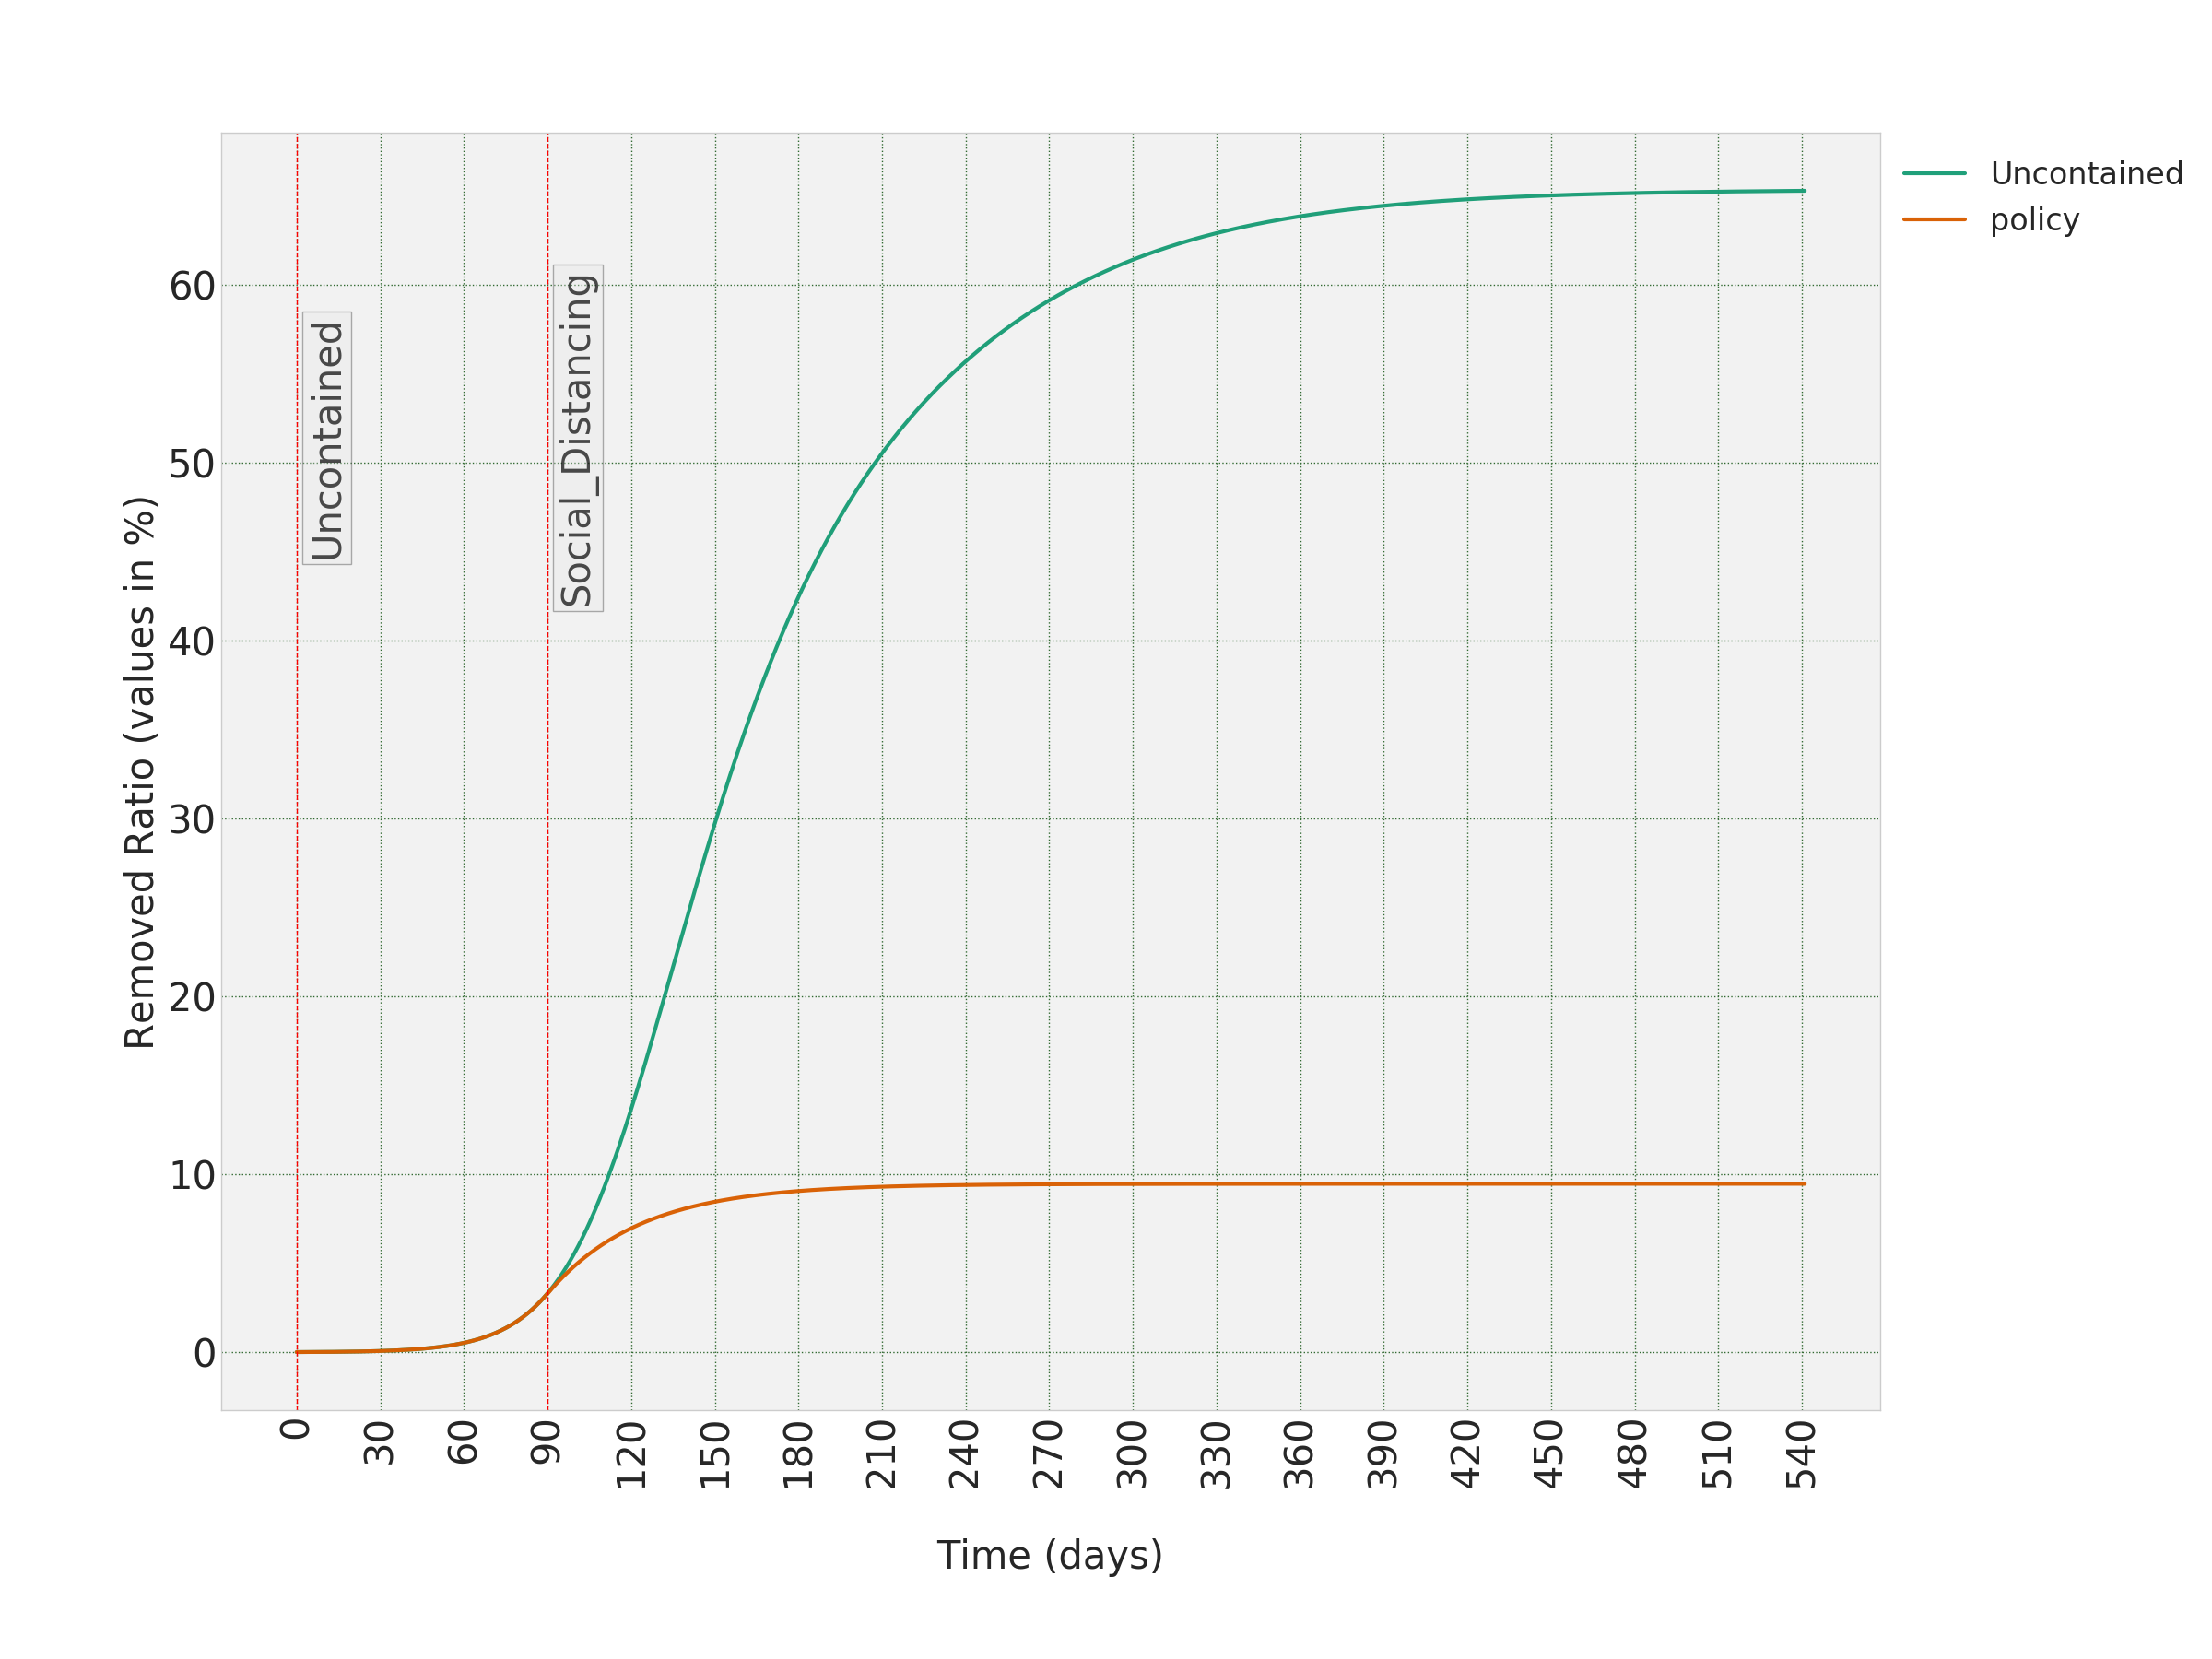 Uncontained
policy
Removed Ratio (values in %)
60
50
40
30
20
10
0
Uncontained
Social_Distancing
0 30 60 90 120 150 180 210 240 270 300 330 360 390 420 450 480 510 540
Time (days)